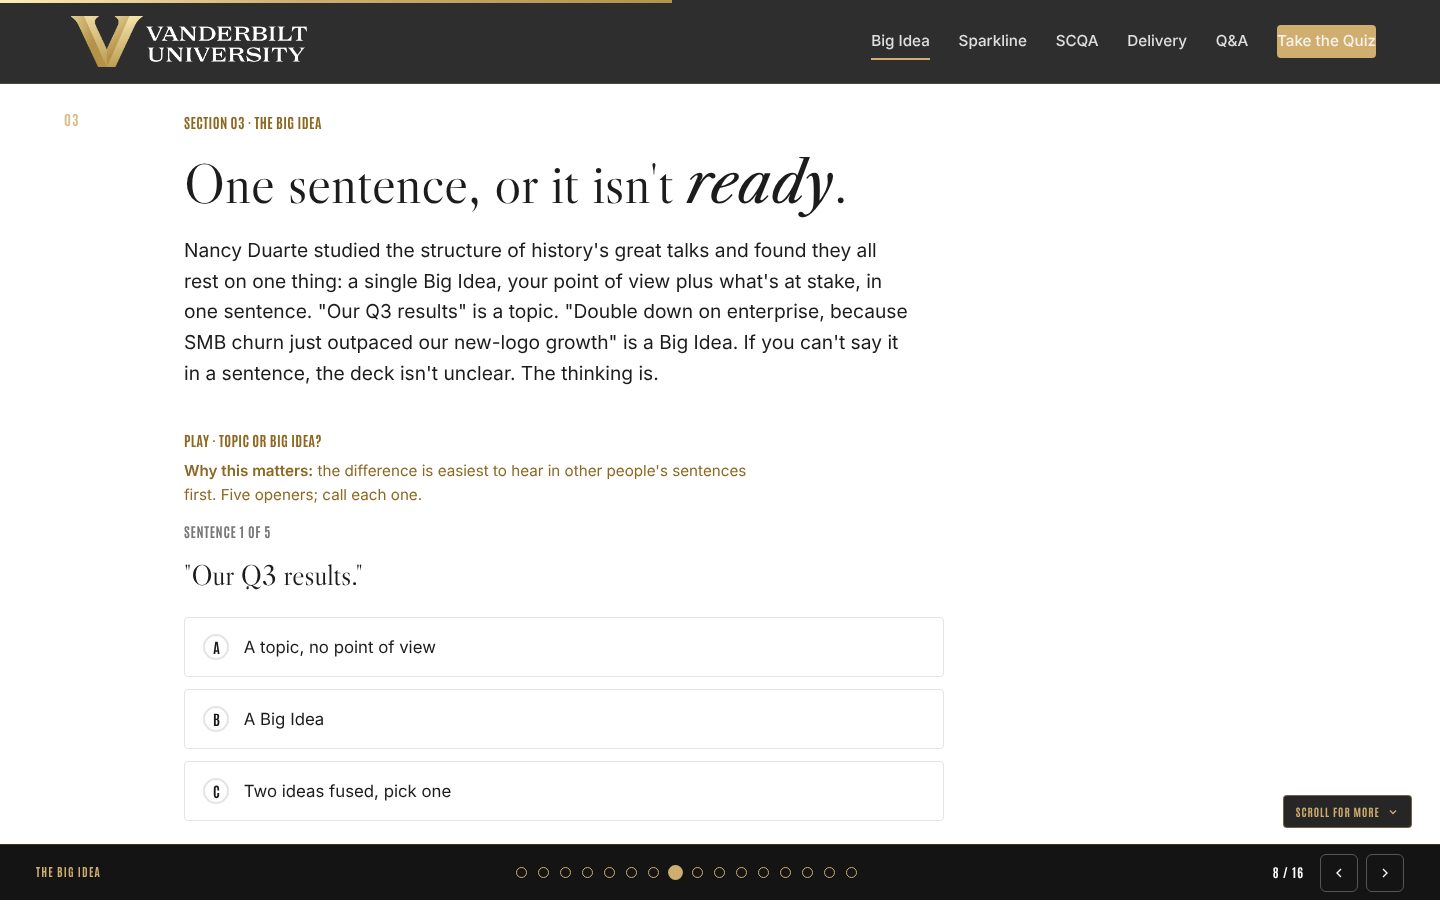 VANDERBILT
UNIVERSITY
Big Idea
Sparkline
SCQA
Delivery
Q&A
Take the Quiz
03
SECTION 03 · THE BIG IDEA
One sentence, or it isn't ready.
Nancy Duarte studied the structure of history's great talks and found they all
rest on one thing: a single Big Idea, your point of view plus what's at stake, in
one sentence. "Our Q3 results" is a topic. "Double down on enterprise, because
SMB churn just outpaced our new-logo growth" is a Big Idea. If you can't say it
in a sentence, the deck isn't unclear. The thinking is.
PLAY · TOPIC OR BIG IDEA?
Why this matters: the difference is easiest to hear in other people's sentences
first. Five openers; call each one.
SENTENCE 1 OF 5
"Our Q3 results."
A A topic, no point of view
B A Big Idea
C Two ideas fused, pick one
SCROLL FOR MORE
THE BIG IDEA
8 / 16